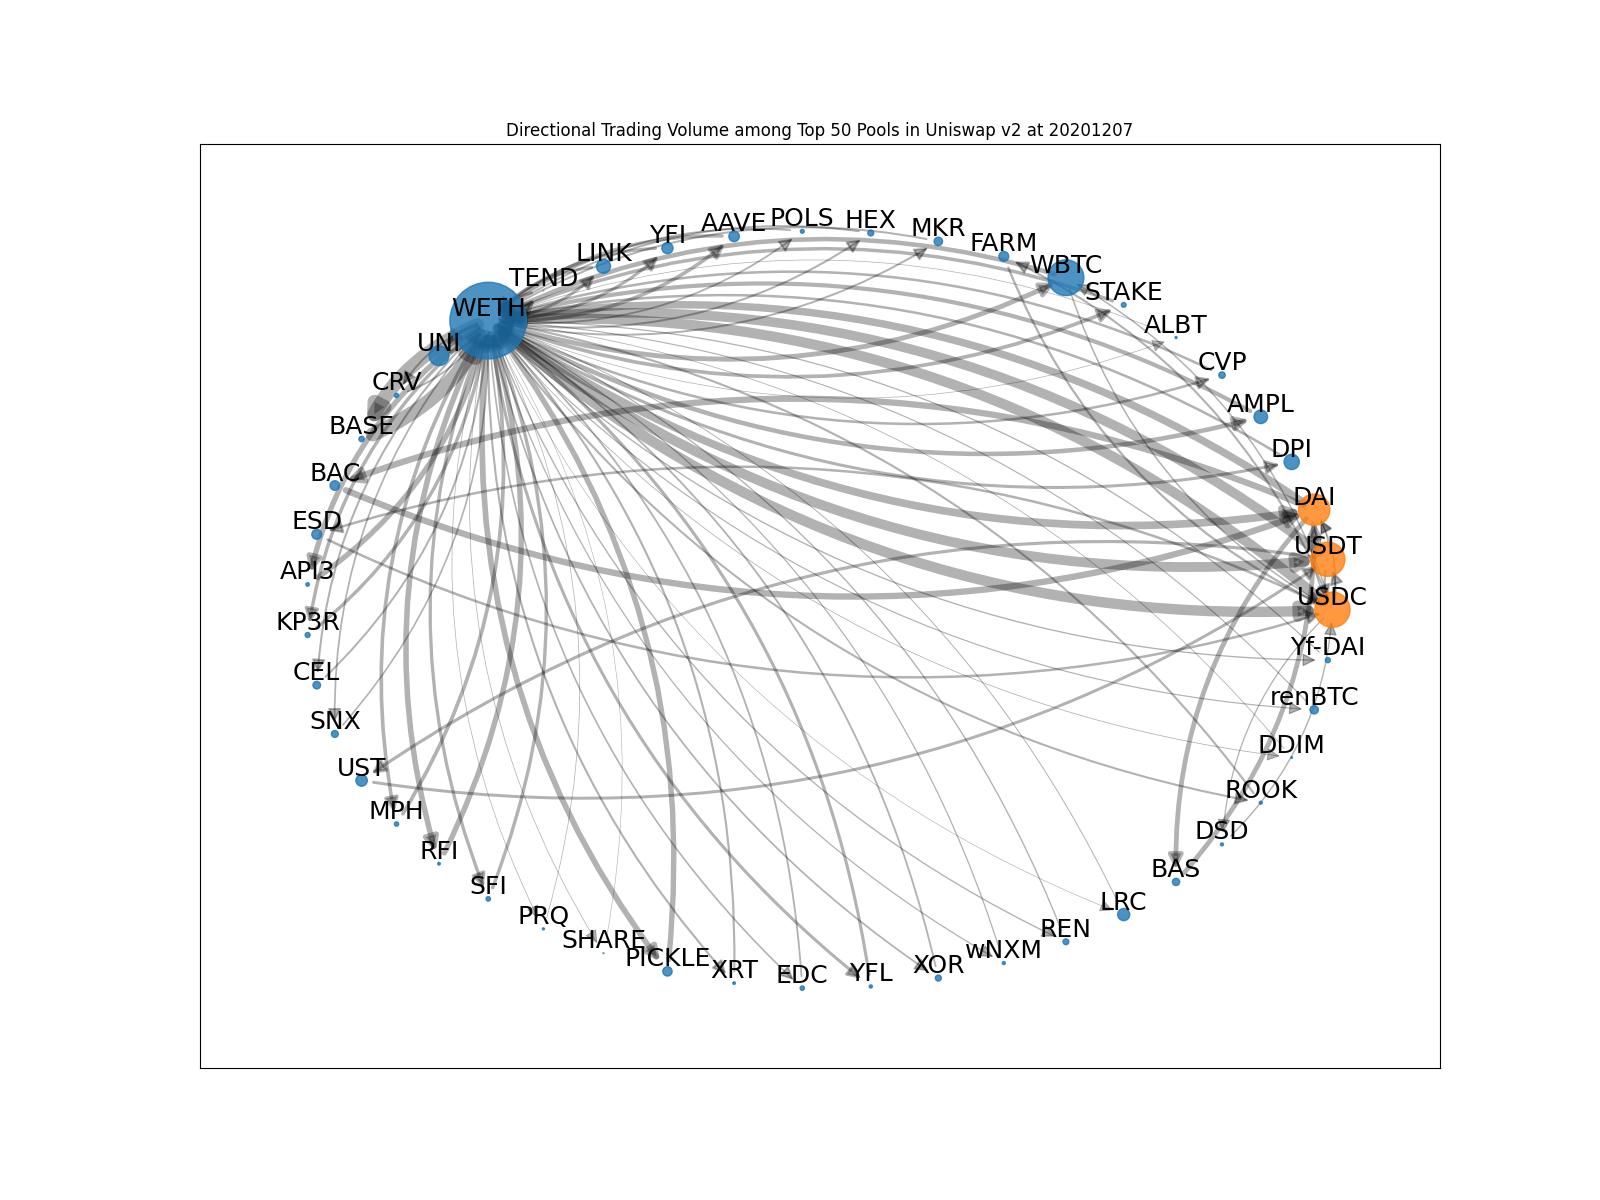 Directional Trading Volume among Top 50 Pools in Uniswap v2 at 20201207
POLS
HEX
AAVE
MKR
YFI
FARM
LINK
WBTC
TEND
STAKE
WETH
ALBT
UNI
CVP
CRV
AMPL
BASE
DPI
BAC
DAI
ESD
USDT
API3
USDC
KP3R
Yf-DAI
CEL
renBTC
SNX
DDIM
UST
ROOK
MPH
DSD
RFI
BAS
SFI
LRC
PRQ
REN
SHARE
wNXM
PICKLE
XOR
XRT
YFL
EDC